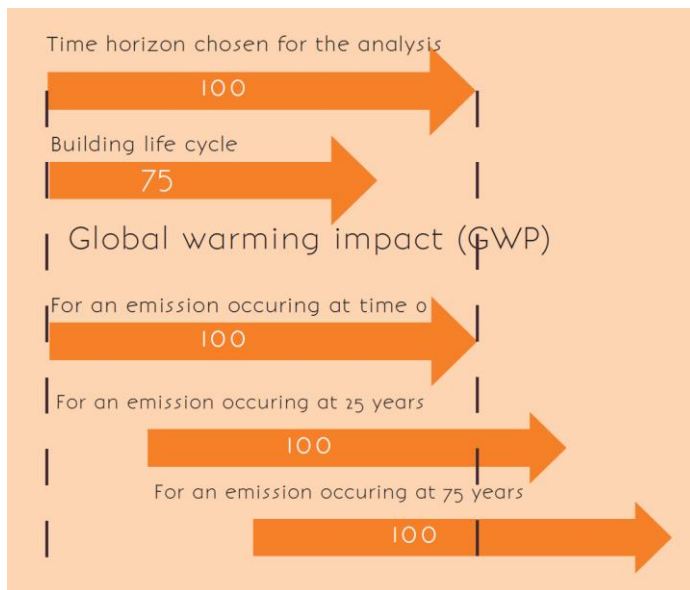 Time horizon chosen for the analysis
100
Building life cycle
75
Global warming impact (GWP)
For an emission occuring at time 0
100
For an emission occuring at 25 years
100
For an emission occuring at 75 years
100